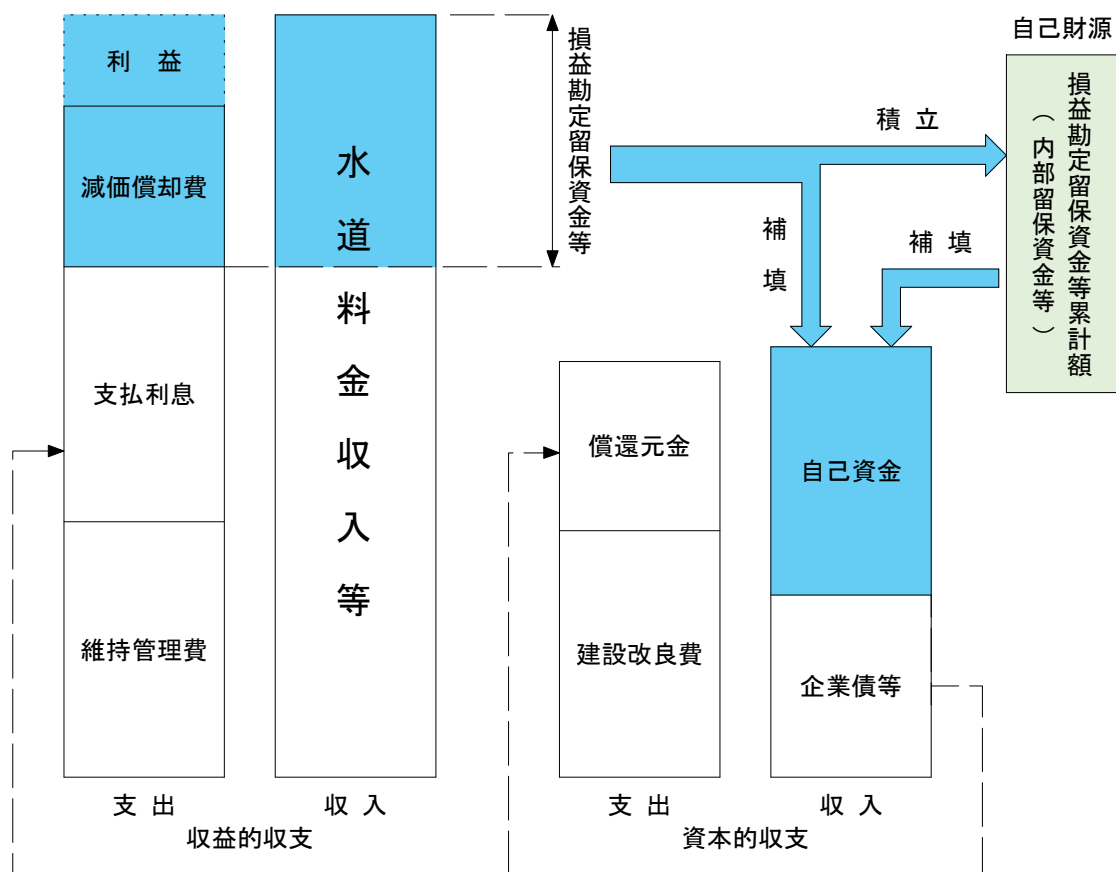 利 益
減価償却費
支払利息
維持管理費
支 出
水道料金収入等
収 入
収益的収支
損益勘定留保資金等
積 立
補填
補 填
自己財源
損益勘定留保資金等累計額
（内部留保資金等）
償還元金
建設改良費
支 出
自己資金
企業債等
収 入
資本的収支